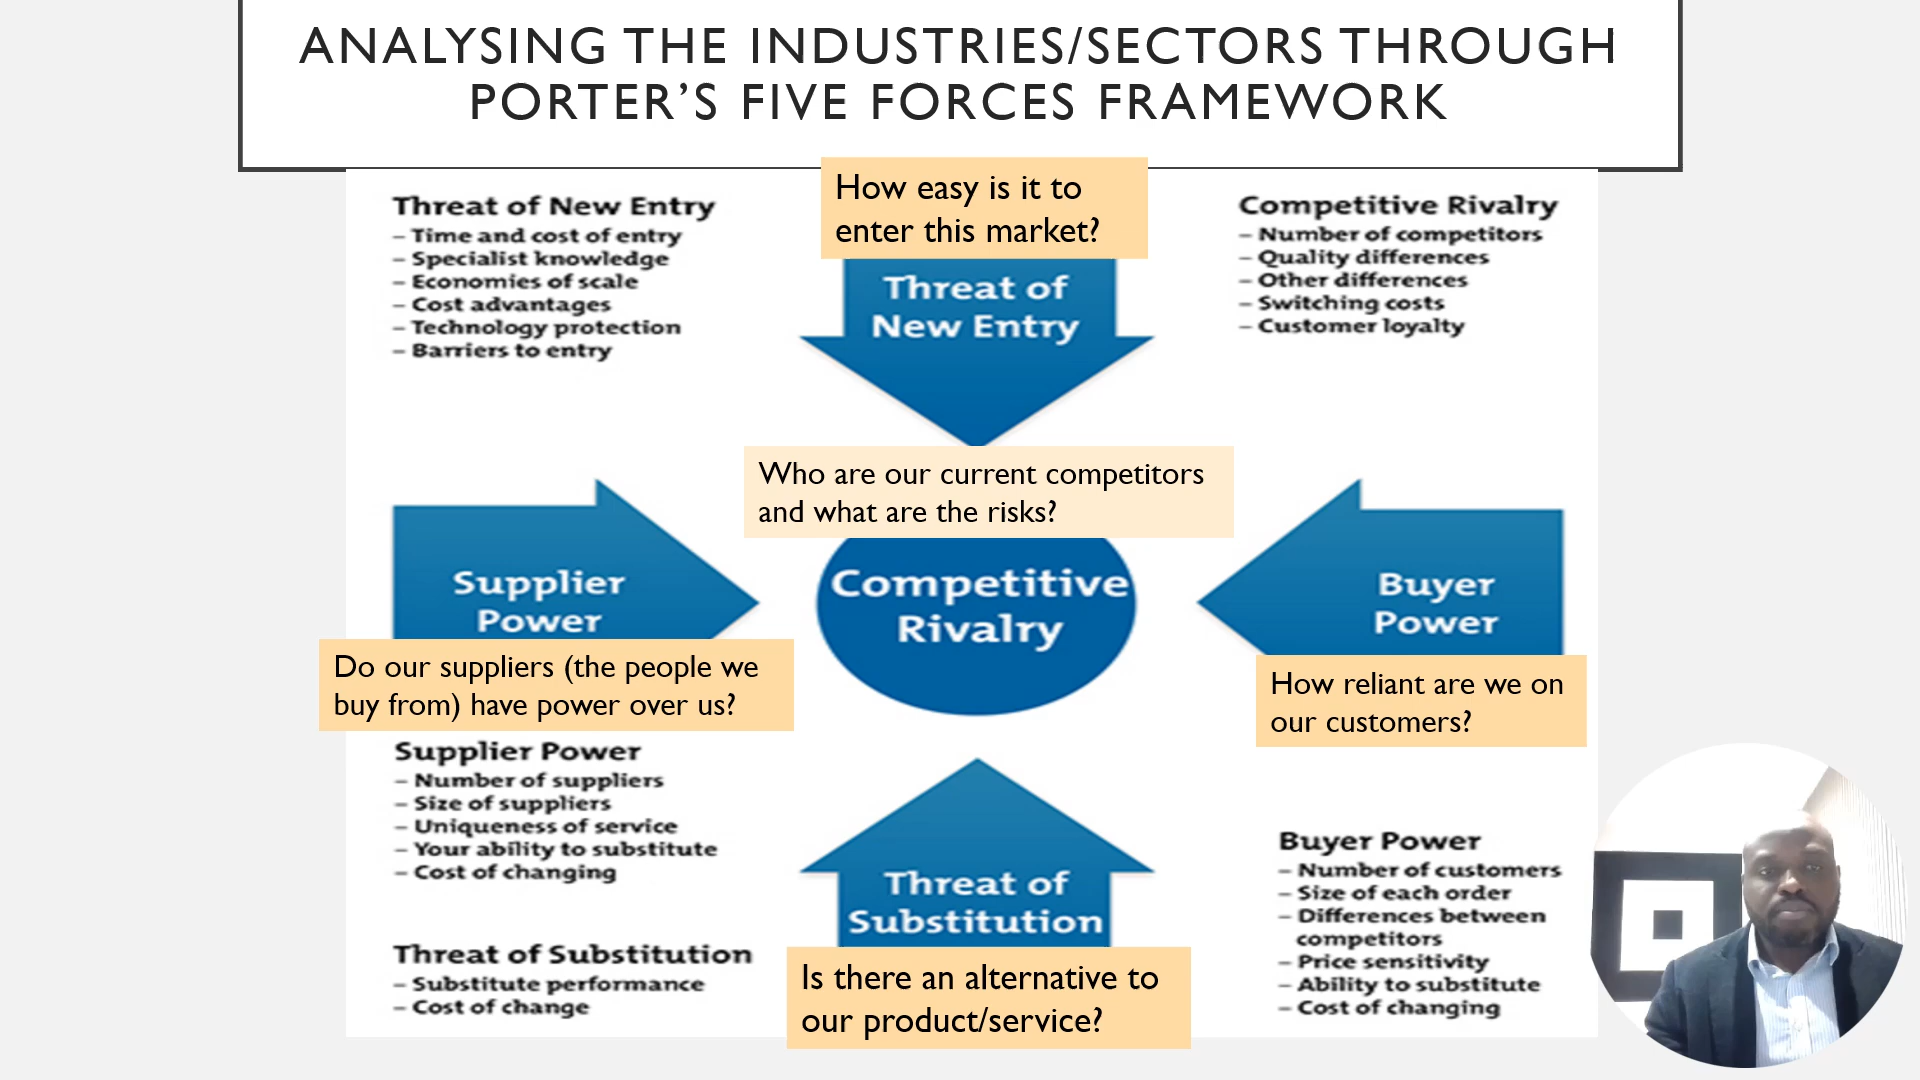 ANALYSING THE INDUSTRIES/SECTORS THROUGH
PORTER’S FIVE FORCES FRAMEWORK
Threat of New Entry
– Time and cost of entry
– Specialist knowledge
– Economies of scale
– Cost advantages
– Technology protection
– Barriers to entry
How easy is it to
enter this market?
Threat of
New Entry
Competitive Rivalry
– Number of competitors
– Quality differences
– Other differences
– Switching costs
– Customer loyalty
Who are our current competitors
and what are the risks?
Supplier
Power
Competitive
Rivalry
Buyer
Power
Do our suppliers (the people we
buy from) have power over us?
How reliant are we on
our customers?
Supplier Power
– Number of suppliers
– Size of suppliers
– Uniqueness of service
– Your ability to substitute
– Cost of changing
Threat of
Substitution
Threat of Substitution
– Substitute performance
– Cost of change
Is there an alternative to
our product/service?
Buyer Power
– Number of customers
– Size of each order
– Differences between
competitors
– Price sensitivity
– Ability to substitute
– Cost of changing